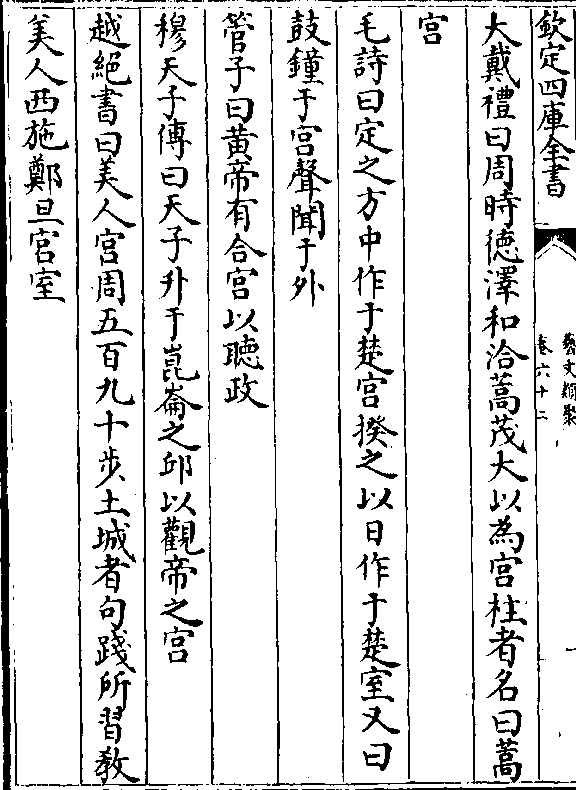 欽定四庫全書
藝文類聚
卷六十二
一
大戴禮曰周時徳澤和洽蒿茂大以為宫柱者名曰蒿
宫
毛詩曰定之方中作于楚宫揆之以日作于楚室又曰
鼓鐘于宫聲聞于外
管子曰黄帝有合宫以聴政
穆天子傳曰天子升于崑崙之邱以觀帝之宫
越絕書曰美人宫周五百九十步土城者句踐所習教
美人西施鄭旦宫室